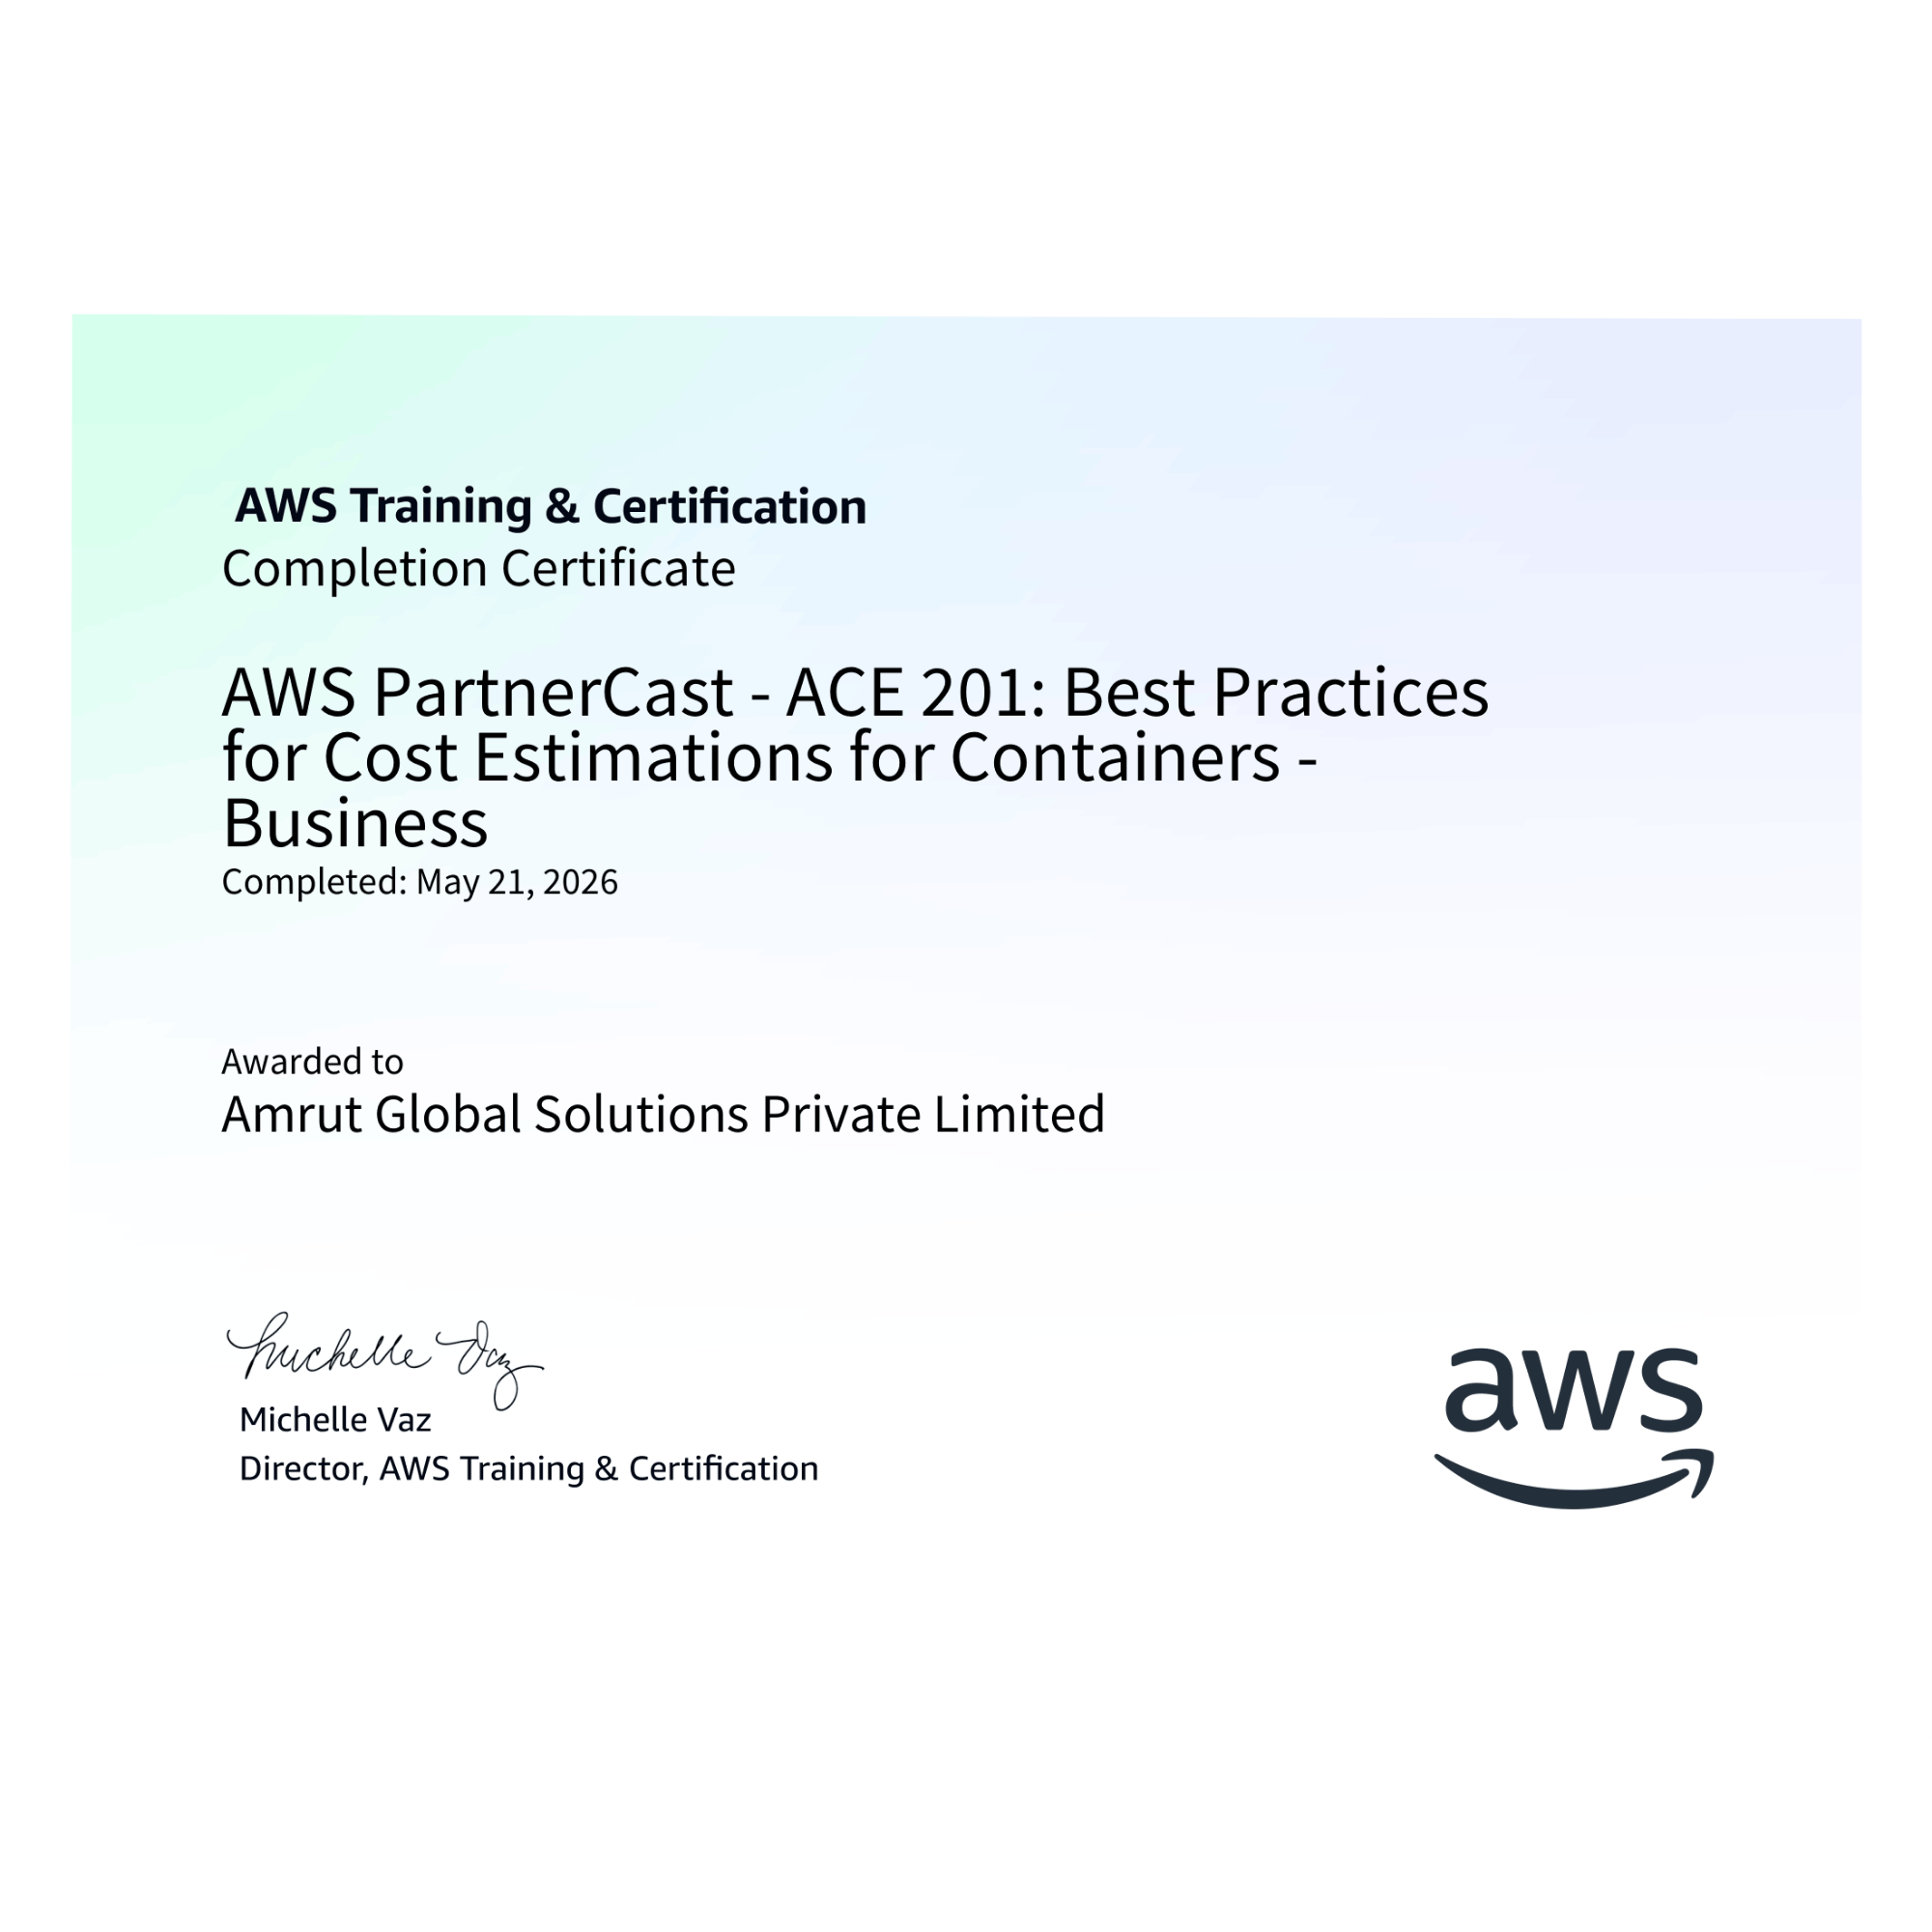 AWS Training & Certification
Completion Certificate
AWS PartnerCast - ACE 201: Best Practices
for Cost Estimations for Containers -
Business
Completed: May 21, 2026
Awarded to
Amrut Global Solutions Private Limited
Michelle Vaz
Michelle Vaz
Director, AWS Training & Certification
aws